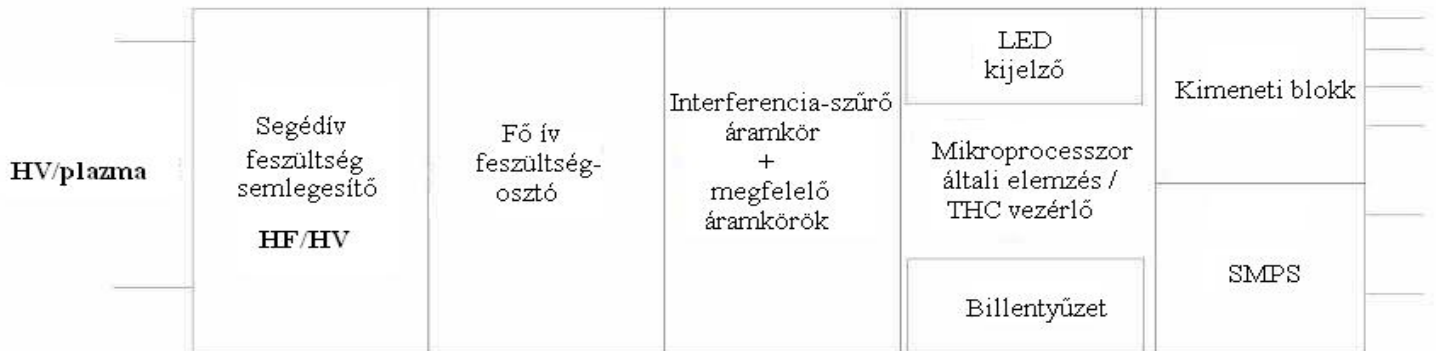 HV/plazma
Segédív
feszültség
semlegesítő
HF/HV
Fő ív
feszültség-
osztó
Interferencia-szűrő
áramkör
+
megfelelő
áramkörök
LED
kijelző
Mikroprocesszor
általi elemzés /
THC vezérlő
Billentyűzet
Kimeneti blokk
SMPS